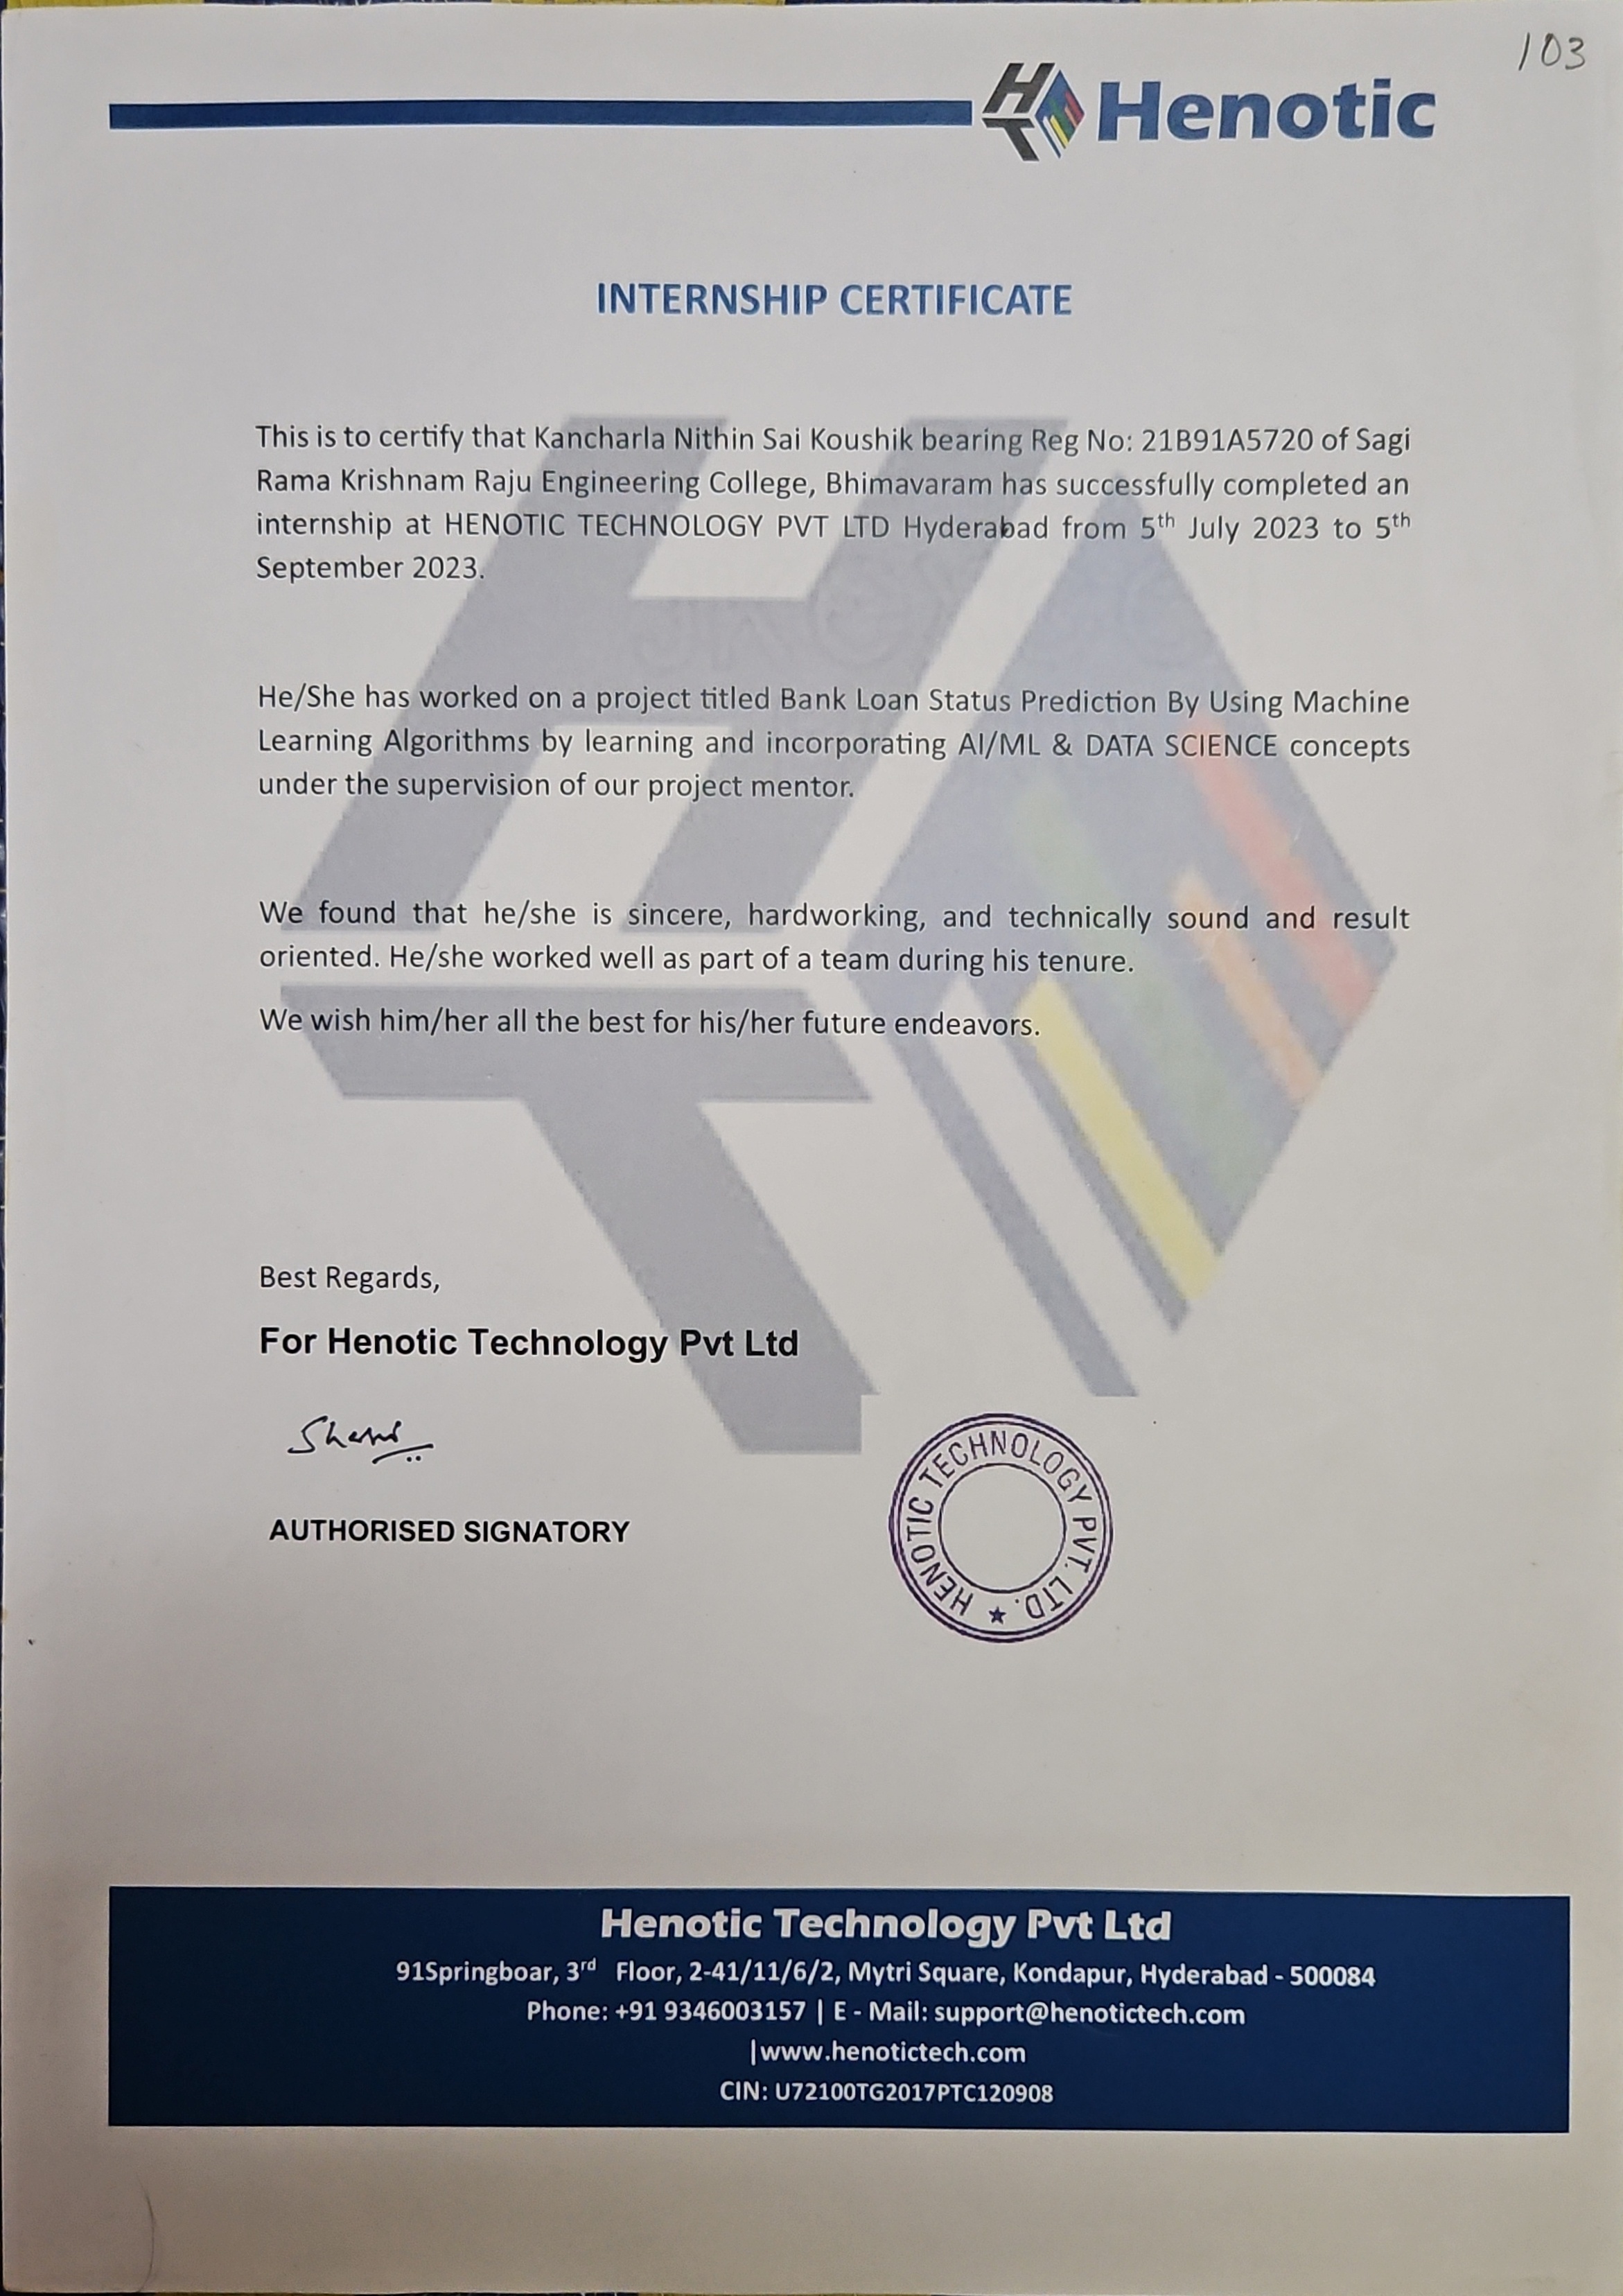 103
Henotic
INTERNSHIP CERTIFICATE
This is to certify that Kancharla Nithin Sai Koushik bearing Reg No: 21B91A5720 of Sagi
Rama Krishnam Raju Engineering College, Bhimavaram has successfully completed an
internship at HENOTIC TECHNOLOGY PVT LTD Hyderabad from 5th July 2023 to 5th
September 2023.
He/She has worked on a project titled Bank Loan Status Prediction By Using Machine
Learning Algorithms by learning and incorporating AI/ML & DATA SCIENCE concepts
under the supervision of our project mentor.
We found that he/she is sincere, hardworking, and technically sound and result
oriented. He/she worked well as part of a team during his tenure.
We wish him/her all the best for his/her future endeavors.
Best Regards,
For Henotic Technology Pvt Ltd
AUTHORISED SIGNATORY
HENOTIC TECHNOLOGY PVT. LTD. ★
Henotic Technology Pvt Ltd
91Springboar, 3rd Floor, 2-41/11/6/2, Mytri Square, Kondapur, Hyderabad - 500084
Phone: +91 9346003157 | E - Mail: support@henotictech.com
|www.henotictech.com
CIN: U72100TG2017PTC120908